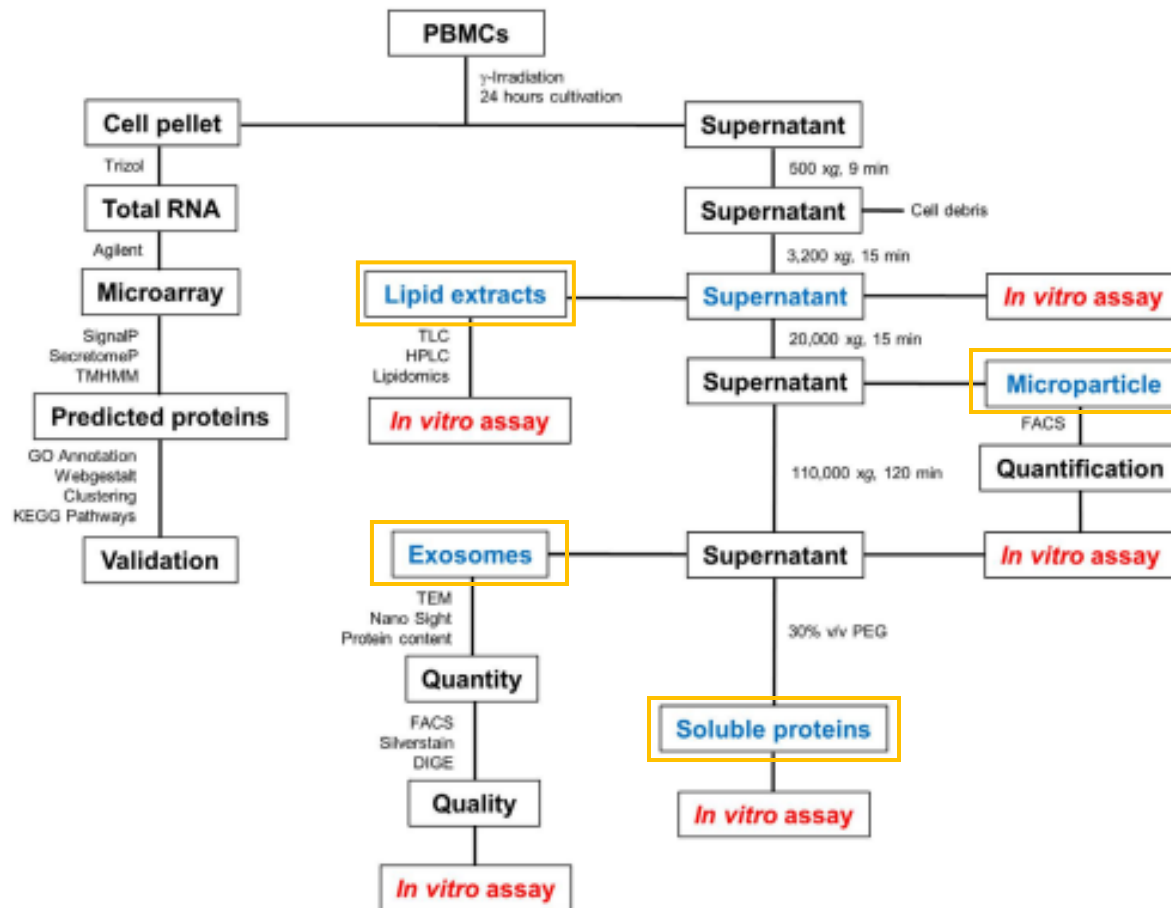 PBMCs
γ-Irradiation
24 hours cultivation
Cell pellet
Supernatant
Trizol
500 xg, 9 min
Total RNA
Supernatant
Cell debris
Agilent
3,200 xg, 15 min
Microarray
Lipid extracts
Supernatant
In vitro assay
SignalP
SecretomeP
TMHMM
TLC
HPLC
Lipidomics
20,000 xg, 15 min
Supernatant
Microparticle
Predicted proteins
In vitro assay
FACS
GO Annotation
Webgestalt
Clustering
KEGG Pathways
110,000 xg, 120 min
Quantification
Validation
Exosomes
Supernatant
In vitro assay
TEM
Nano Sight
Protein content
30% v/v PEG
Quantity
FACS
Silverstain
DIGE
Soluble proteins
Quality
In vitro assay
In vitro assay